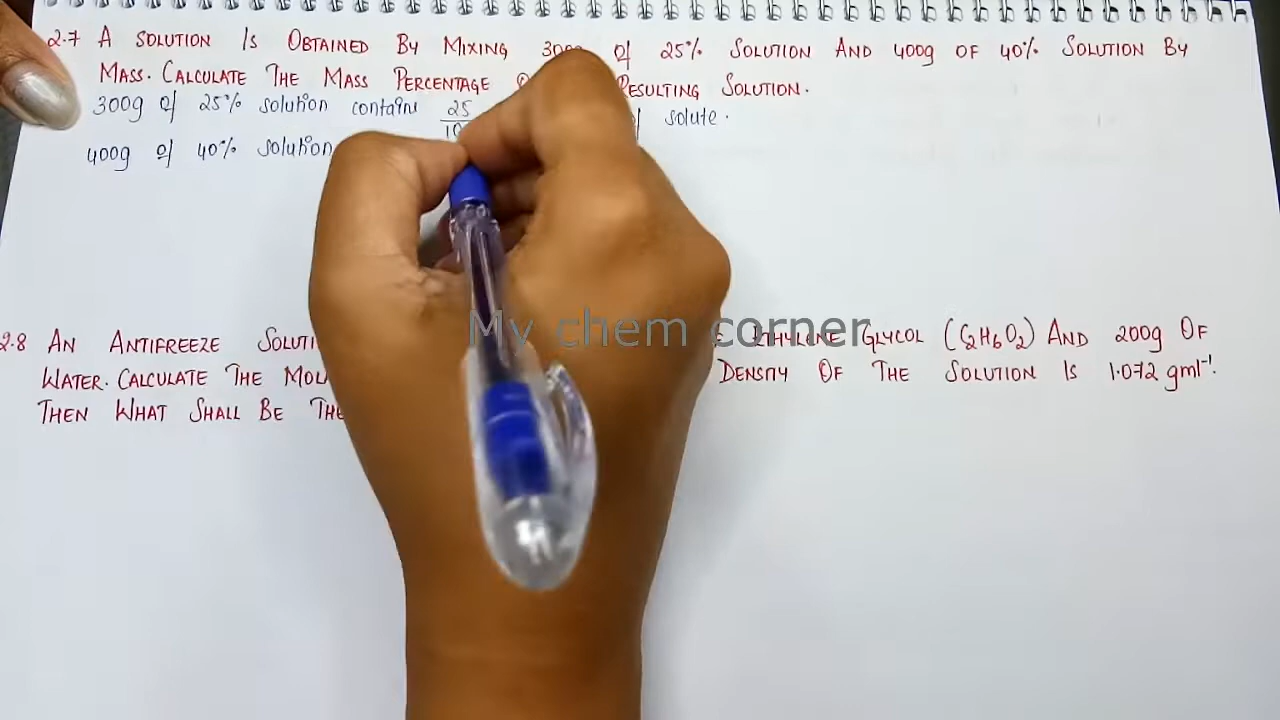 2.7 A SOLUTION IS OBTAINED BY MIXING 300g of 25% SOLUTION AND 400g OF 40% SOLUTION BY
MASS. CALCULATE THE MASS PERCENTAGE RESULTING SOLUTION.
300g of 25% solution contains 25 solute.
400g of 40% solution
My chem corner
2.8 AN ANTIFREEZE ETHYLENE GLYCOL (C2H6O2) AND 200g OF
WATER. CALCULATE THE DENSITY OF THE SOLUTION IS 1.072 gml⁻¹.
THEN WHAT SHALL BE THE